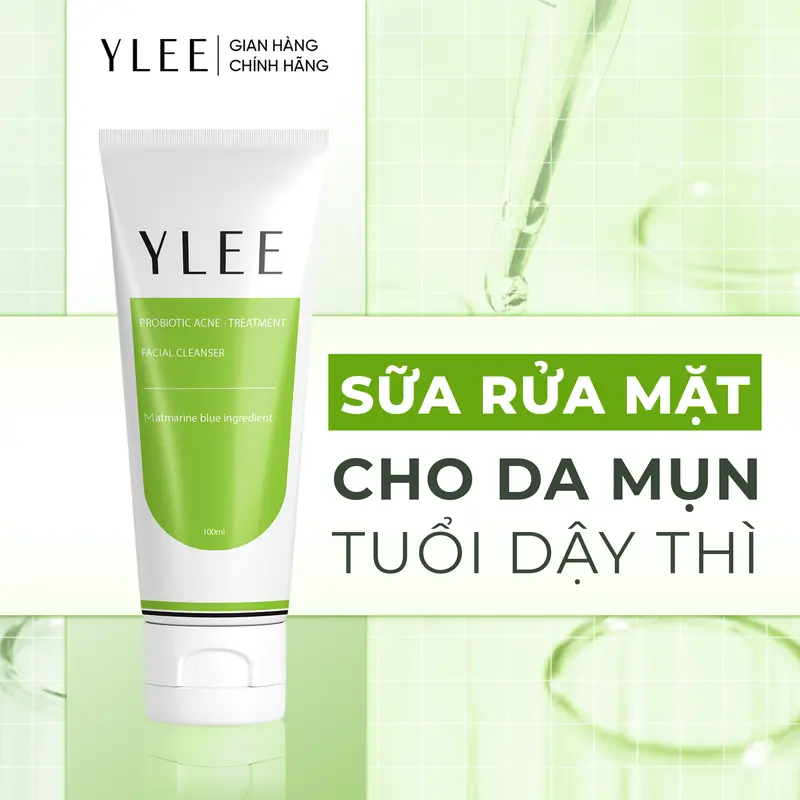 YLEE
GIAN HÀNG
CHÍNH HÃNG
YLEE
PROBIOTIC ACNE - TREATMENT
FACIAL CLEANSER
Matmarine blue ingredient
100ml
SỮA RỬA MẶT
CHO DA MỤN
TUỔI DẬY THÌ